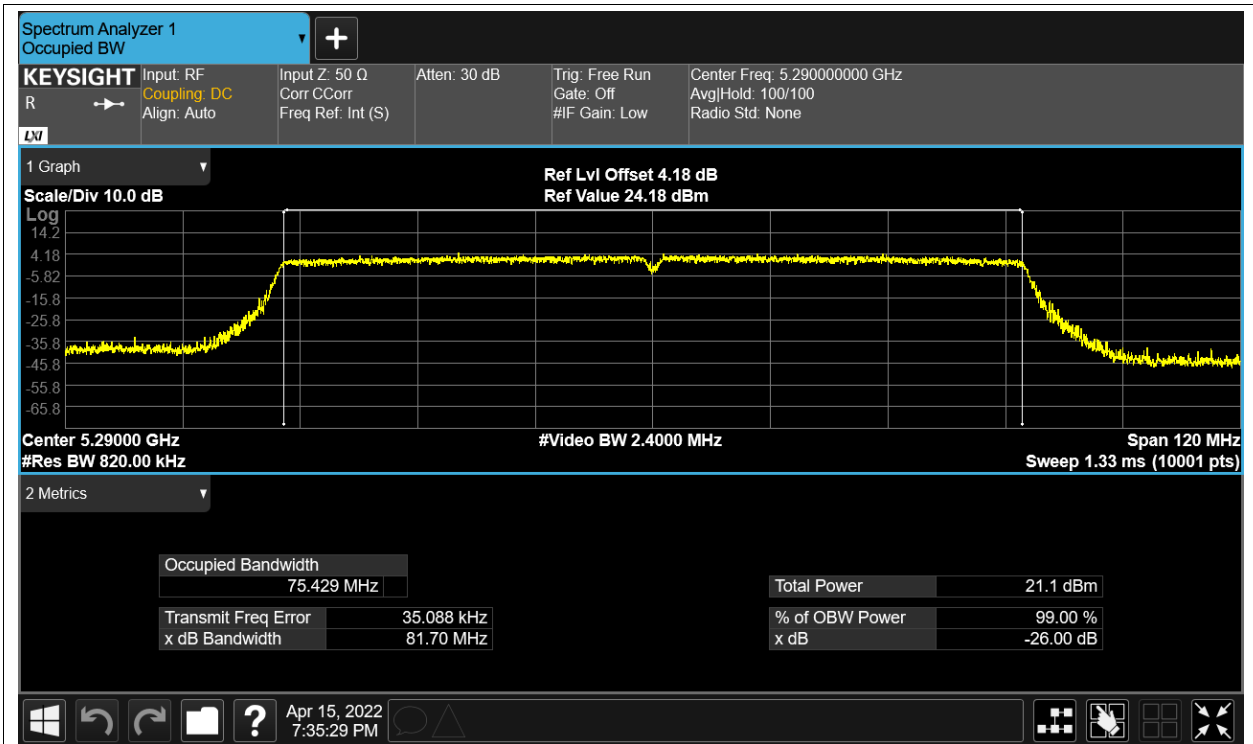 Spectrum Analyzer 1
Occupied BW
KEYSIGHT
R
LXI
Input: RF
Coupling: DC
Align: Auto
Input Z: 50 Ω
Corr CCorr
Freq Ref: Int (S)
Atten: 30 dB
Trig: Free Run
Gate: Off
#IF Gain: Low
Center Freq: 5.290000000 GHz
Avg|Hold: 100/100
Radio Std: None
1 Graph
Scale/Div 10.0 dB
Ref Lvl Offset 4.18 dB
Ref Value 24.18 dBm
Log
14.2
4.18
-5.82
-15.8
-25.8
-35.8
-45.8
-55.8
-65.8
Center 5.29000 GHz
#Video BW 2.4000 MHz
Span 120 MHz
#Res BW 820.00 kHz
Sweep 1.33 ms (10001 pts)
2 Metrics
Occupied Bandwidth
75.429 MHz
Transmit Freq Error 35.088 kHz
x dB Bandwidth 81.70 MHz
Total Power 21.1 dBm
% of OBW Power 99.00 %
x dB -26.00 dB
?
Apr 15, 2022
7:35:29 PM